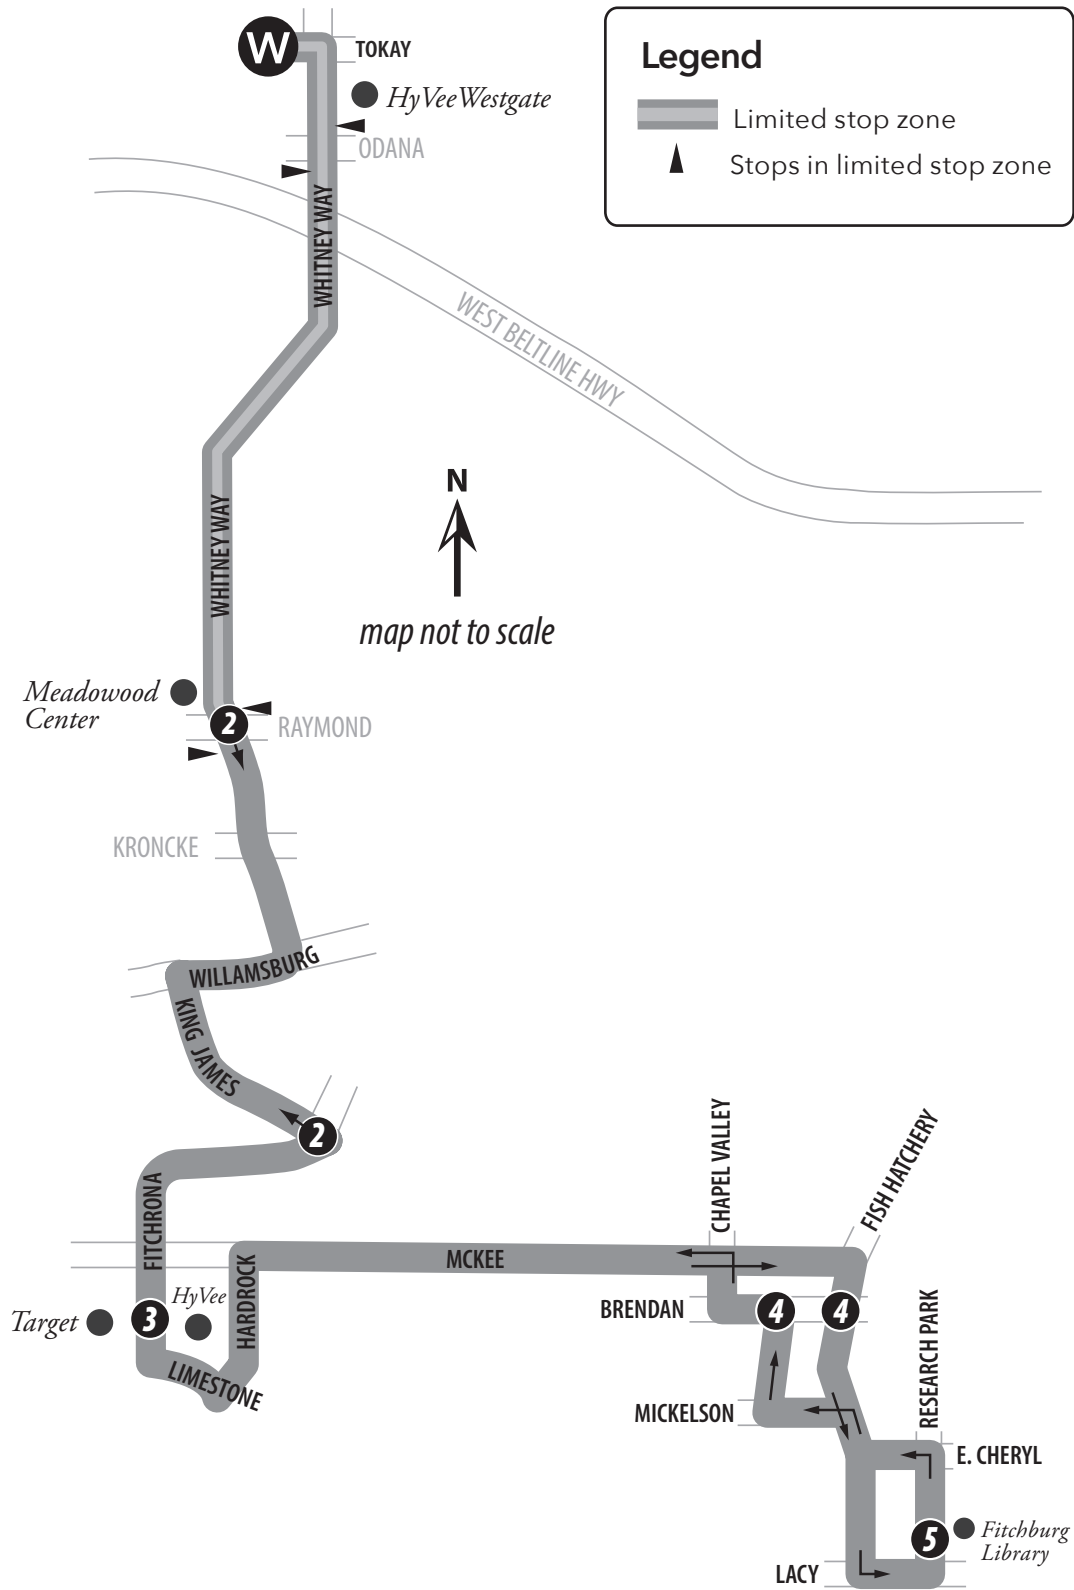 W
TOKAY
HyVee Westgate
ODANA
Legend
Limited stop zone
Stops in limited stop zone
WHITNEY WAY
WEST BELTLINE HWY
N
map not to scale
WHITNEY WAY
Meadowood
Center
2
RAYMOND
KRONCKE
WILLAMSBURG
KING JAMES
2
FITCHRONA
CHAPEL VALLEY
FISH HATCHERY
MCKEE
HARDROCK
HyVee
Target
3
LIMESTONE
BRENDAN
4
4
RESEARCH PARK
MICKELSON
E. CHERYL
5
Fitchburg
Library
LACY